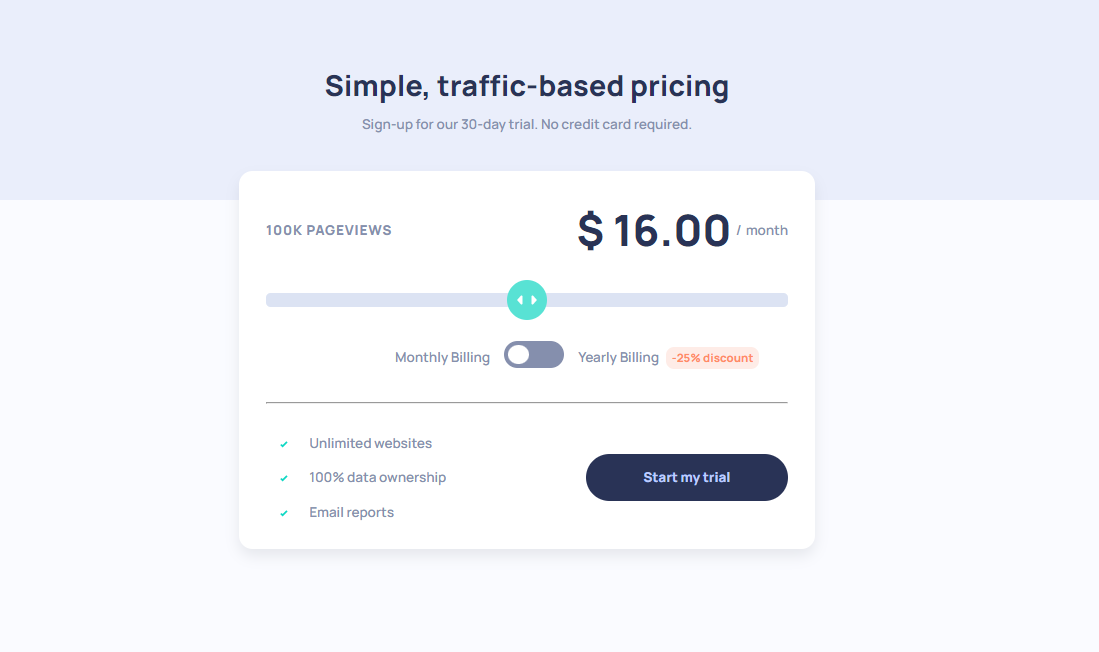 Simple, traffic-based pricing
Sign-up for our 30-day trial. No credit card required.
100K PAGEVIEWS
$ 16.00 / month
Monthly Billing
Yearly Billing -25% discount
Unlimited websites
100% data ownership
Email reports
Start my trial